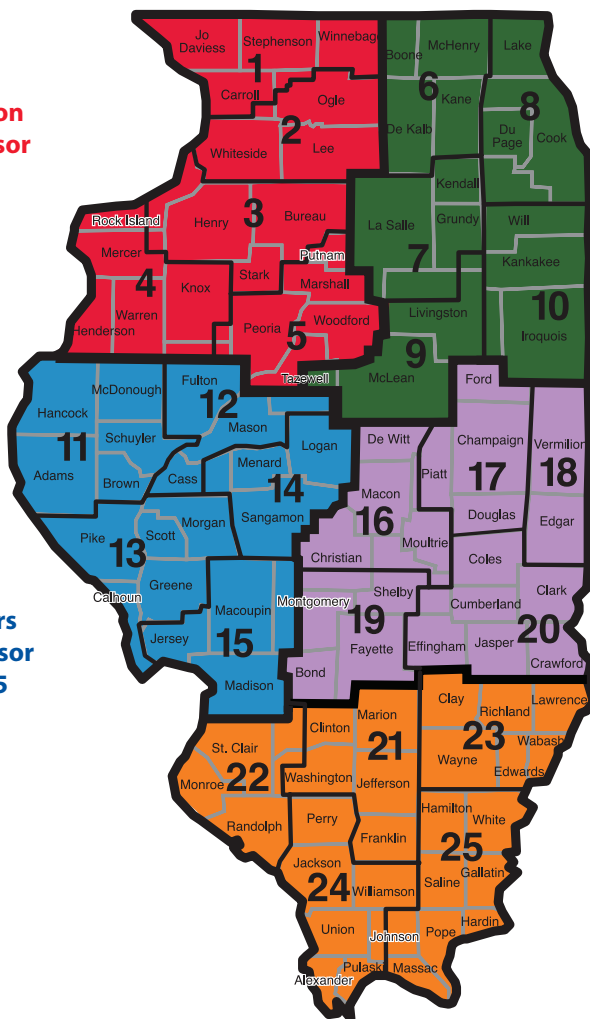 Jo
Daviess
Stephenson
Winnebago
1
Carroll
Ogle
2
Whiteside
Lee
Boone
McHenry
Lake
6
Kane
8
De Kalb
Du
Page
Cook
on
sor
Rock Island
Henry
3
Bureau
Putnam
Mercer
4
Knox
Stark
Marshall
Warren
Henderson
Peoria
5
Woodford
Tazewell
Kendall
La Salle
Grundy
Will
7
Kankakee
Livingston
10
Iroquois
9
McLean
Hancock
McDonough
Fulton
12
Mason
11
Schuyler
Logan
Adams
Brown
Cass
Menard
14
Sangamon
Pike
13
Scott
Morgan
Calhoun
Greene
Macoupin
Jersey
15
Madison
rs
sor
5
Ford
De Witt
Champaign
Vermilion
Piatt
17
18
Macon
16
Douglas
Edgar
Moultrie
Christian
Coles
Shelby
Clark
Montgomery
Cumberland
19
Fayette
Effingham
Jasper
20
Bond
Crawford
Clay
Richland
Lawrence
Marion
Clinton
21
23
St. Clair
Wayne
Wabash
Edwards
22
Washington
Jefferson
Monroe
Randolph
Perry
Hamilton
White
Franklin
25
Jackson
24
Williamson
Saline
Gallatin
Union
Johnson
Pope
Hardin
Alexander
Pulaski
Massac